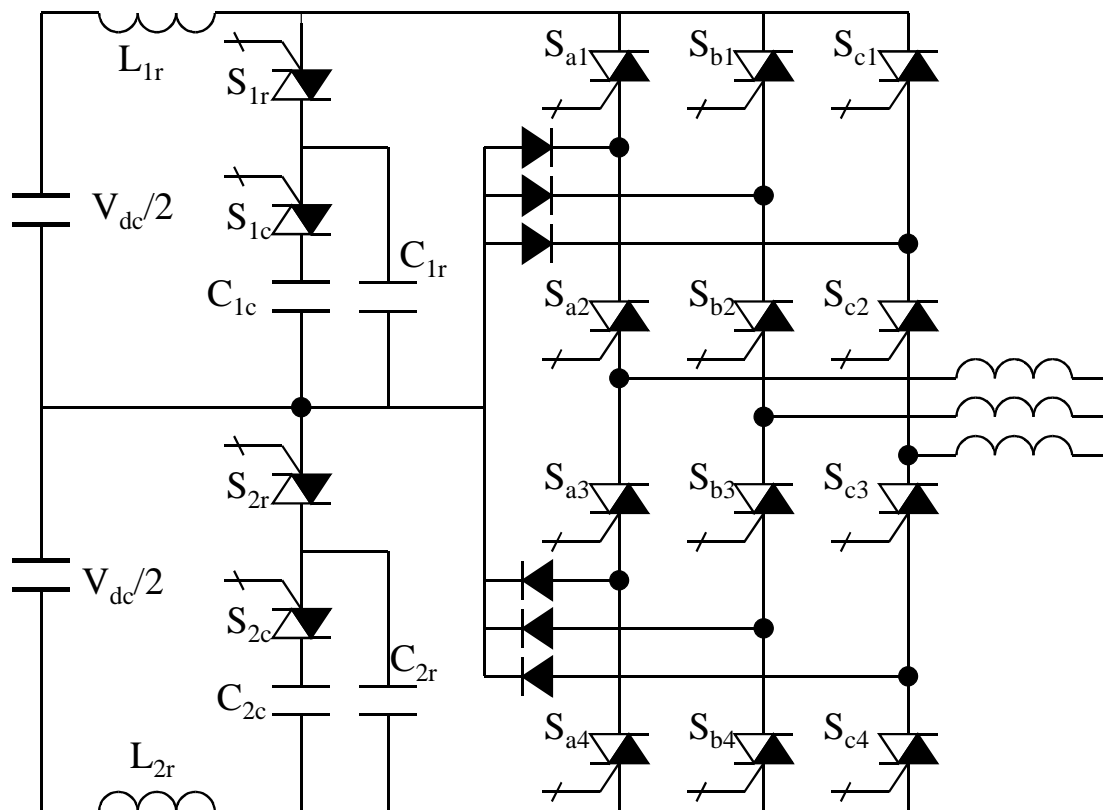 L1r
S1r
Sa1
Sb1
Sc1
Vdc/2
S1c
C1r
C1c
Sa2
Sb2
Sc2
S2r
Sa3
Sb3
Sc3
Vdc/2
S2c
C2r
C2c
Sa4
Sb4
Sc4
L2r